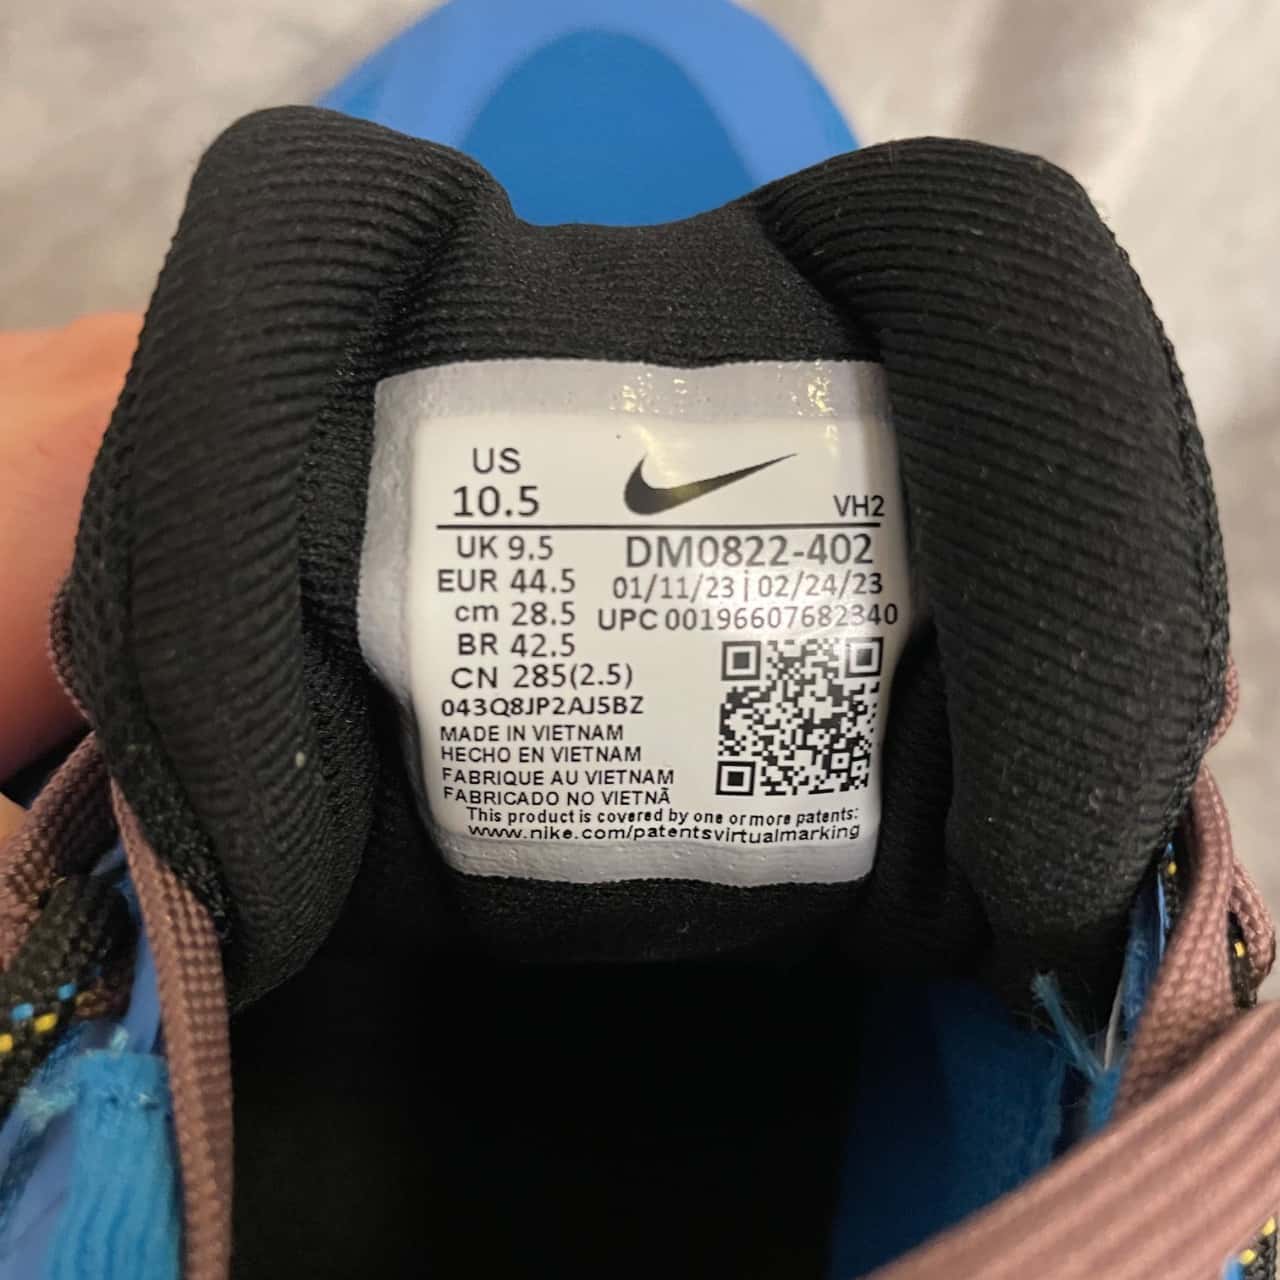 US
10.5
VH2
UK 9.5
DM0822-402
EUR 44.5
01/11/23 | 02/24/23
cm 28.5
UPC 00196607682340
BR 42.5
CN 285(2.5)
043Q8JP2AJ5BZ
MADE IN VIETNAM
HECHO EN VIETNAM
FABRIQUE AU VIETNAM
FABRICADO NO VIETNÃ
This product is covered by one or more patents:
www.nike.com/patentsvirtualmarking